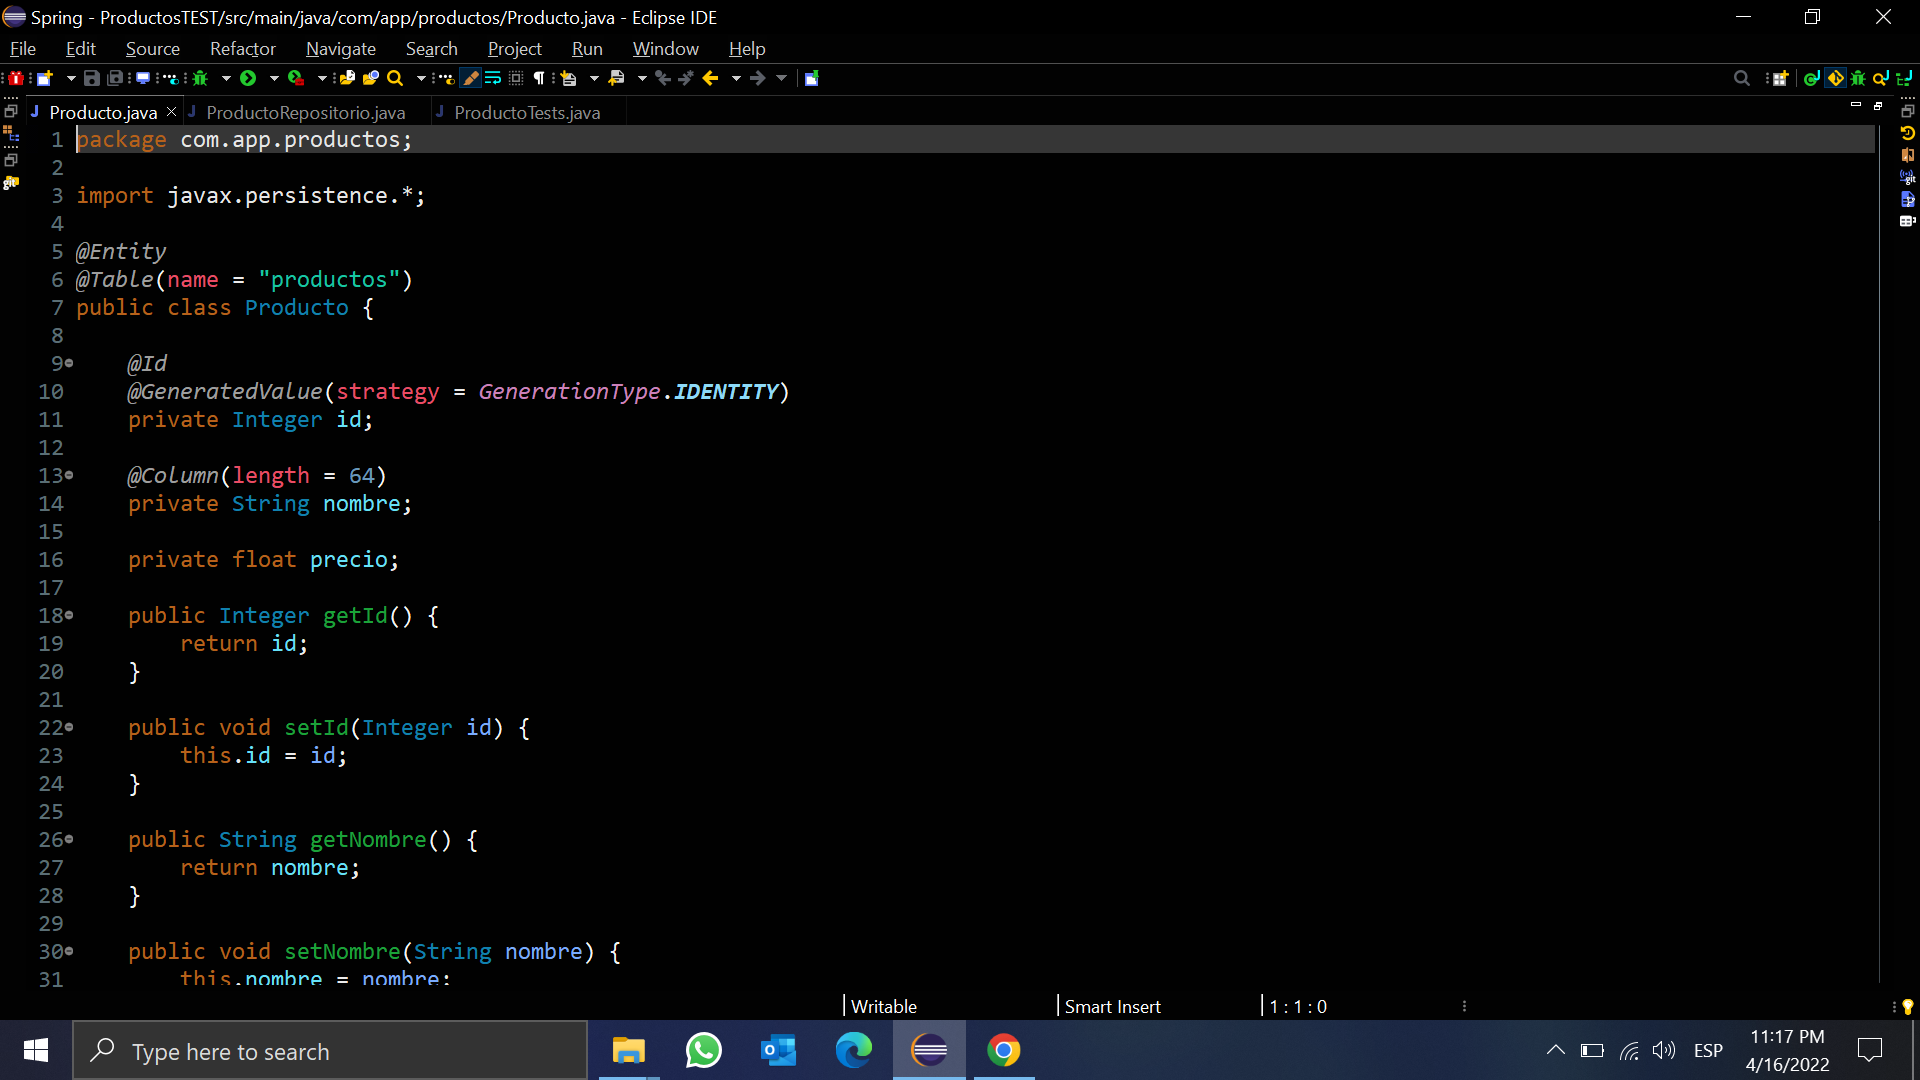 Spring - ProductosTEST/src/main/java/com/app/productos/Producto.java - Eclipse IDE
File Edit Source Refactor Navigate Search Project Run Window Help
Producto.java ProductoRepositorio.java ProductoTests.java
1 package com.app.productos;
2
3 import javax.persistence.*;
4
5 @Entity
6 @Table(name = "productos")
7 public class Producto {
8
9 @Id
10 @GeneratedValue(strategy = GenerationType.IDENTITY)
11 private Integer id;
12
13 @Column(length = 64)
14 private String nombre;
15
16 private float precio;
17
18 public Integer getId() {
19 return id;
20 }
21
22 public void setId(Integer id) {
23 this.id = id;
24 }
25
26 public String getNombre() {
27 return nombre;
28 }
29
30 public void setNombre(String nombre) {
31 this.nombre = nombre;
Writable Smart Insert 1 : 1 : 0
Type here to search
ESP
11:17 PM
4/16/2022